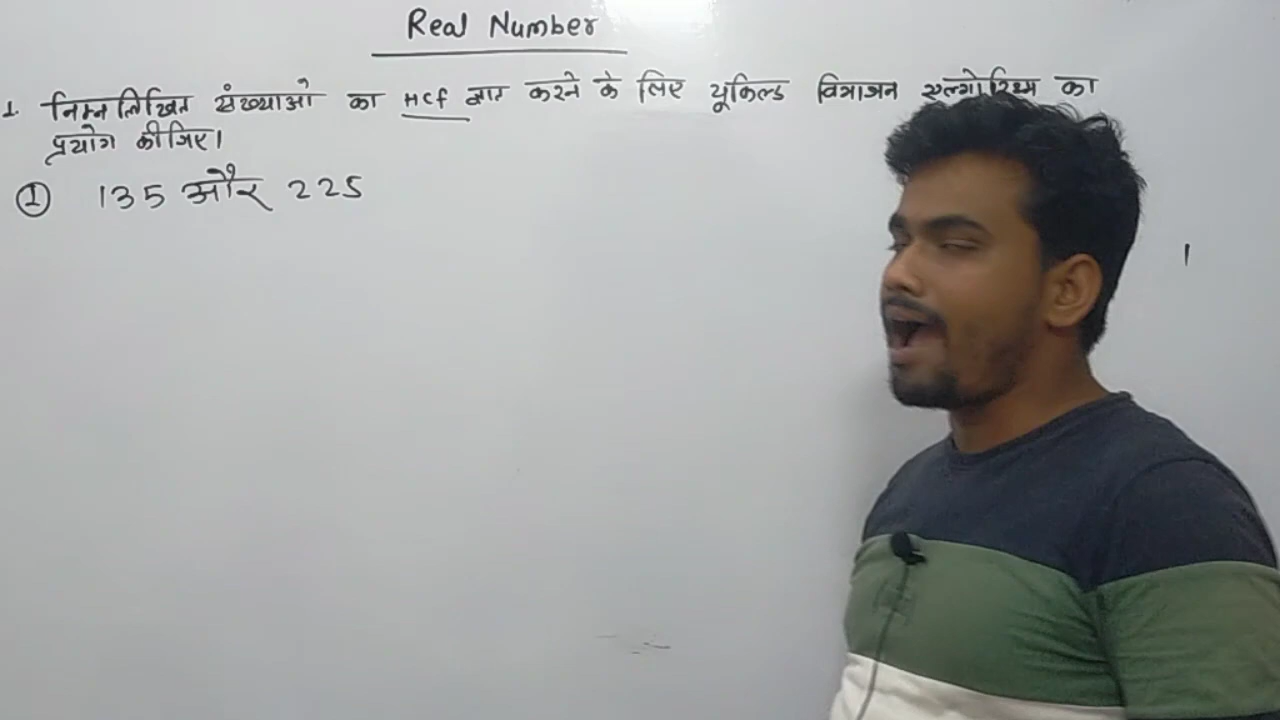 Real Number
1. निम्नलिखित संख्याओ का HCf ज्ञात करने के लिए यूकिल्ड विभाजन एल्गोरिथ्म का
प्रयोग कीजिए।
① 135 और 225